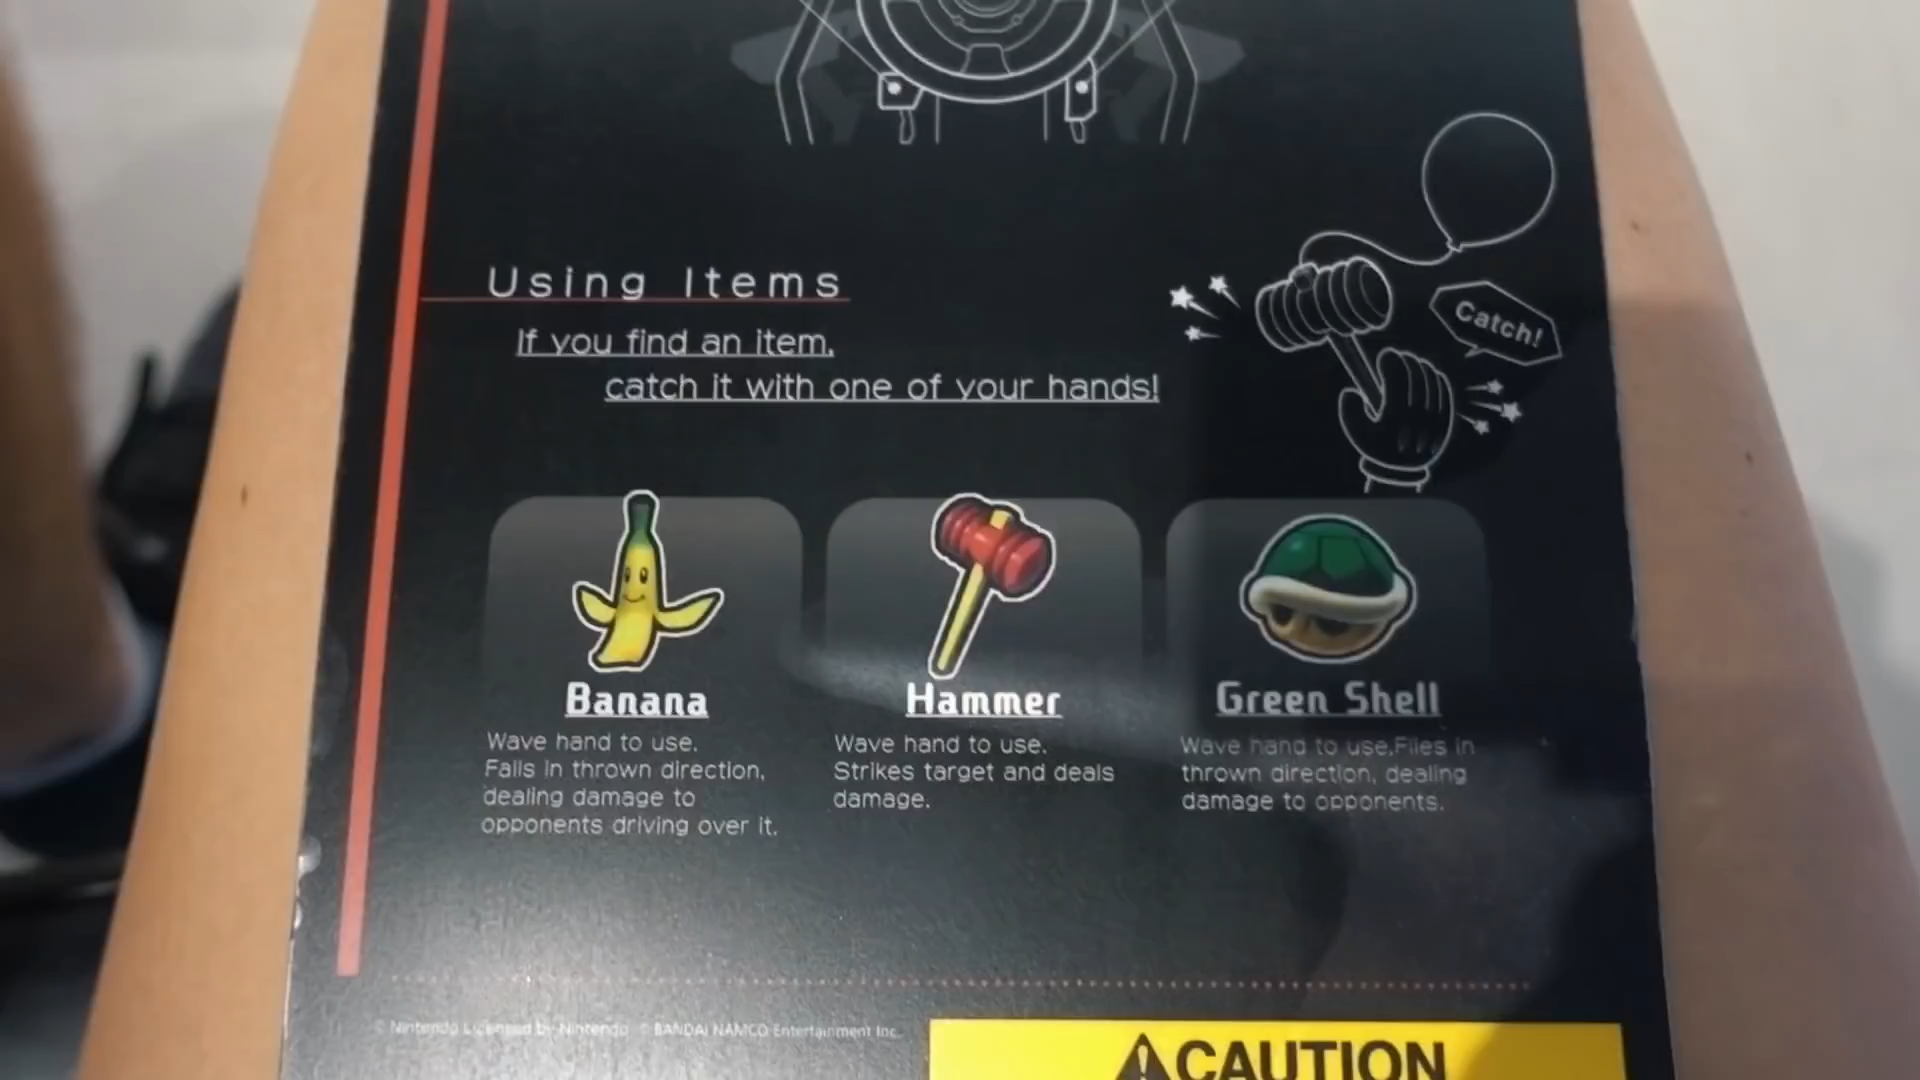 Using Items
If you find an item,
catch it with one of your hands!
Catch!
Banana
Wave hand to use.
Falls in thrown direction,
dealing damage to
opponents driving over it.
Hammer
Wave hand to use.
Strikes target and deals
damage.
Green Shell
Wave hand to use.Flies in
thrown direction, dealing
damage to opponents.
© Nintendo Licensed by Nintendo © BANDAI NAMCO Entertainment Inc.
CAUTION